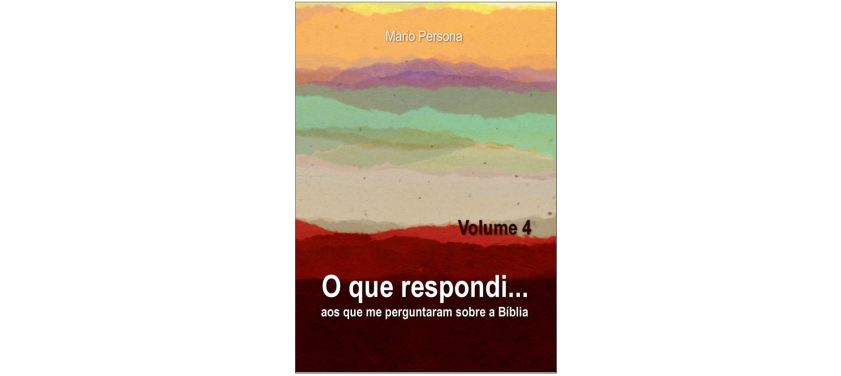 Mario Persona
Volume 4
O que respondi...
aos que me perguntaram sobre a Bíblia